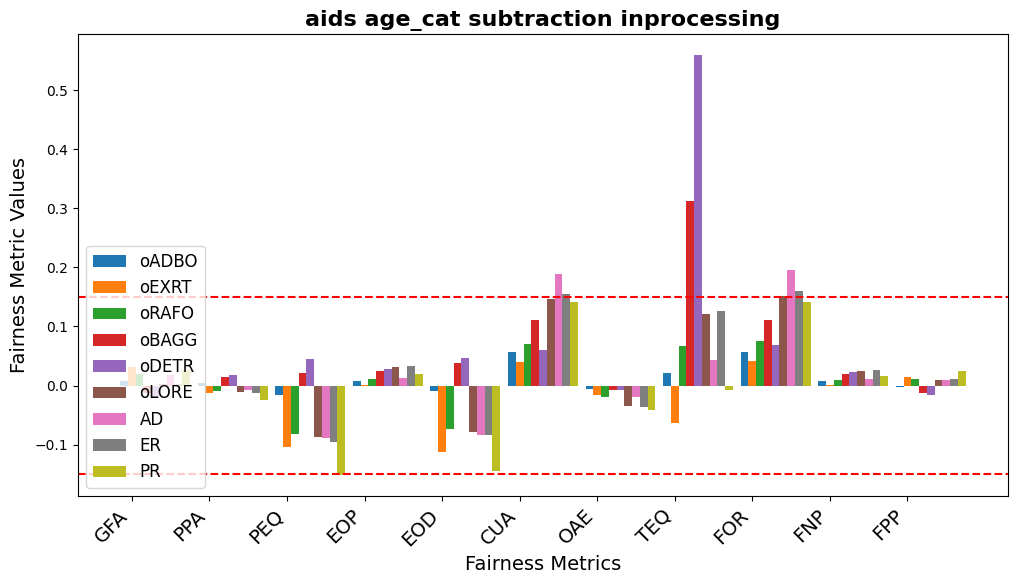 aids age_cat subtraction inprocessing
Fairness Metric Values
0.5
0.4
0.3
0.2
0.1
0.0
−0.1
oADBO
oEXRT
oRAFO
oBAGG
oDETR
oLORE
AD
ER
PR
GFA
PPA
PEQ
EOP
EOD
CUA
OAE
TEQ
FOR
FNP
FPP
Fairness Metrics